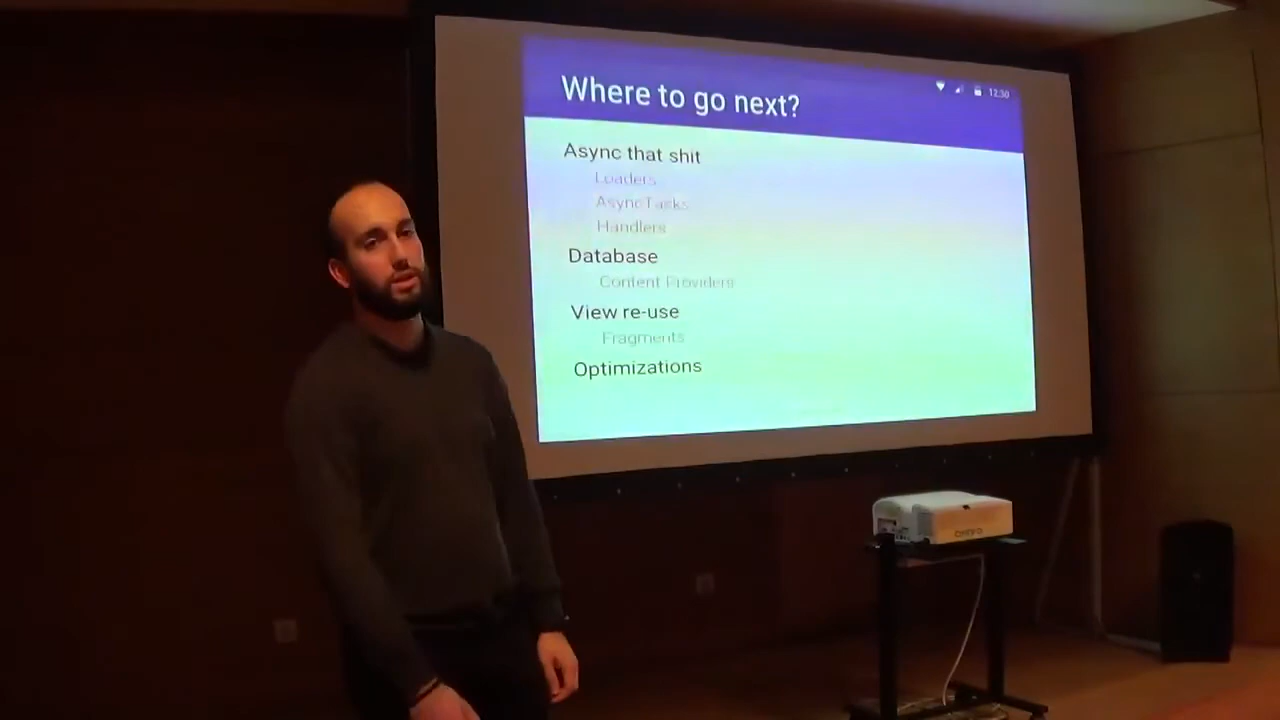 Where to go next?
12:30
Async that shit
Loaders
AsyncTasks
Handlers
Database
Content Providers
View re-use
Fragments
Optimizations